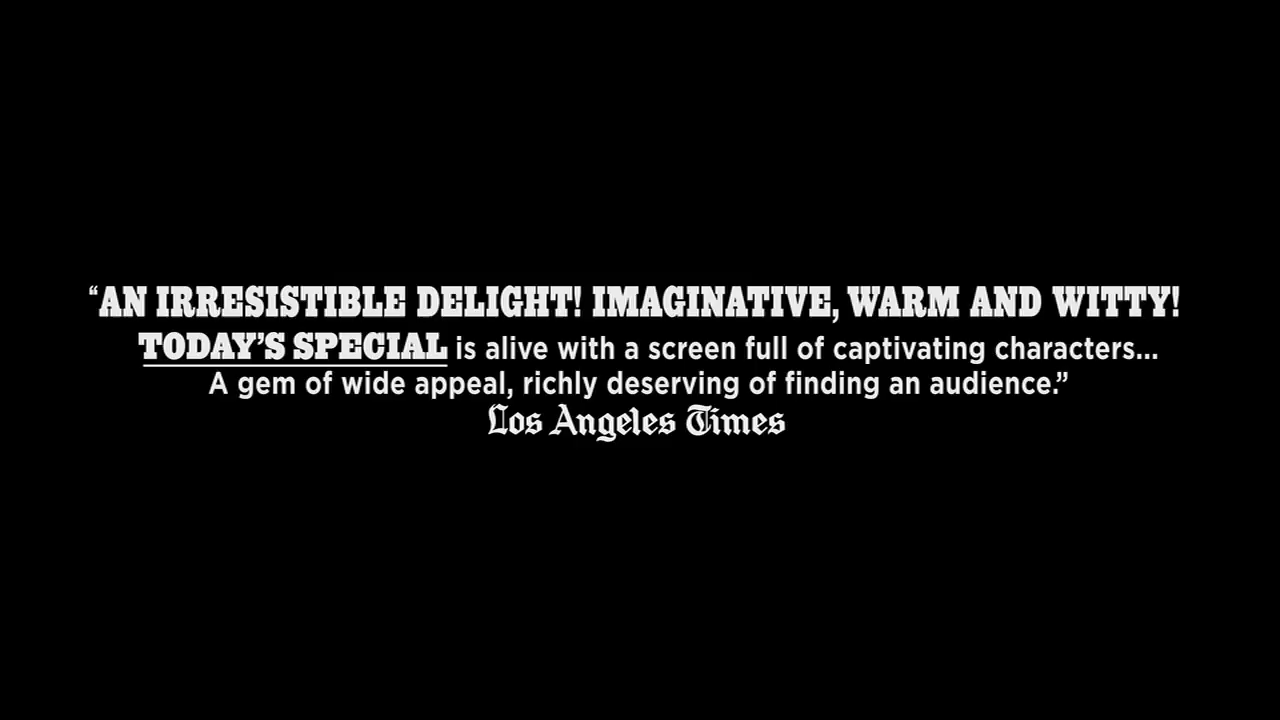 “AN IRRESISTIBLE DELIGHT! IMAGINATIVE, WARM AND WITTY!
TODAY’S SPECIAL is alive with a screen full of captivating characters...
A gem of wide appeal, richly deserving of finding an audience.”
Los Angeles Times